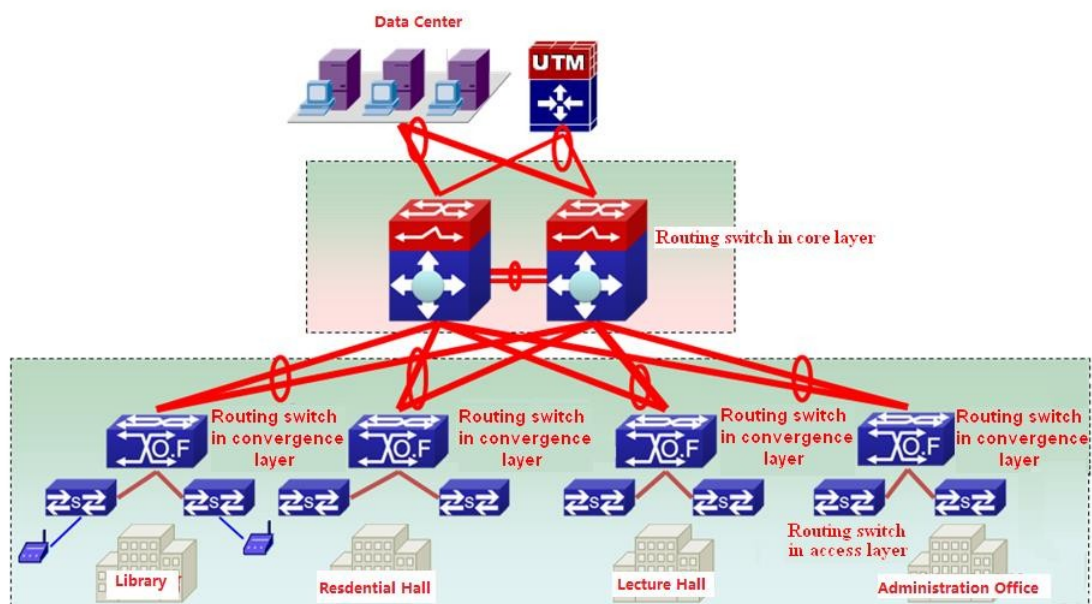 Data Center
UTM
Routing switch in core layer
Routing switch
in convergence
layer
Routing switch
in convergence
layer
Routing switch
in convergence
layer
Routing switch
in convergence
layer
O.F
O.F
O.F
O.F
S
S
S
S
S
S
S
S
Routing switch
in access layer
Library
Resdential Hall
Lecture Hall
Administration Office